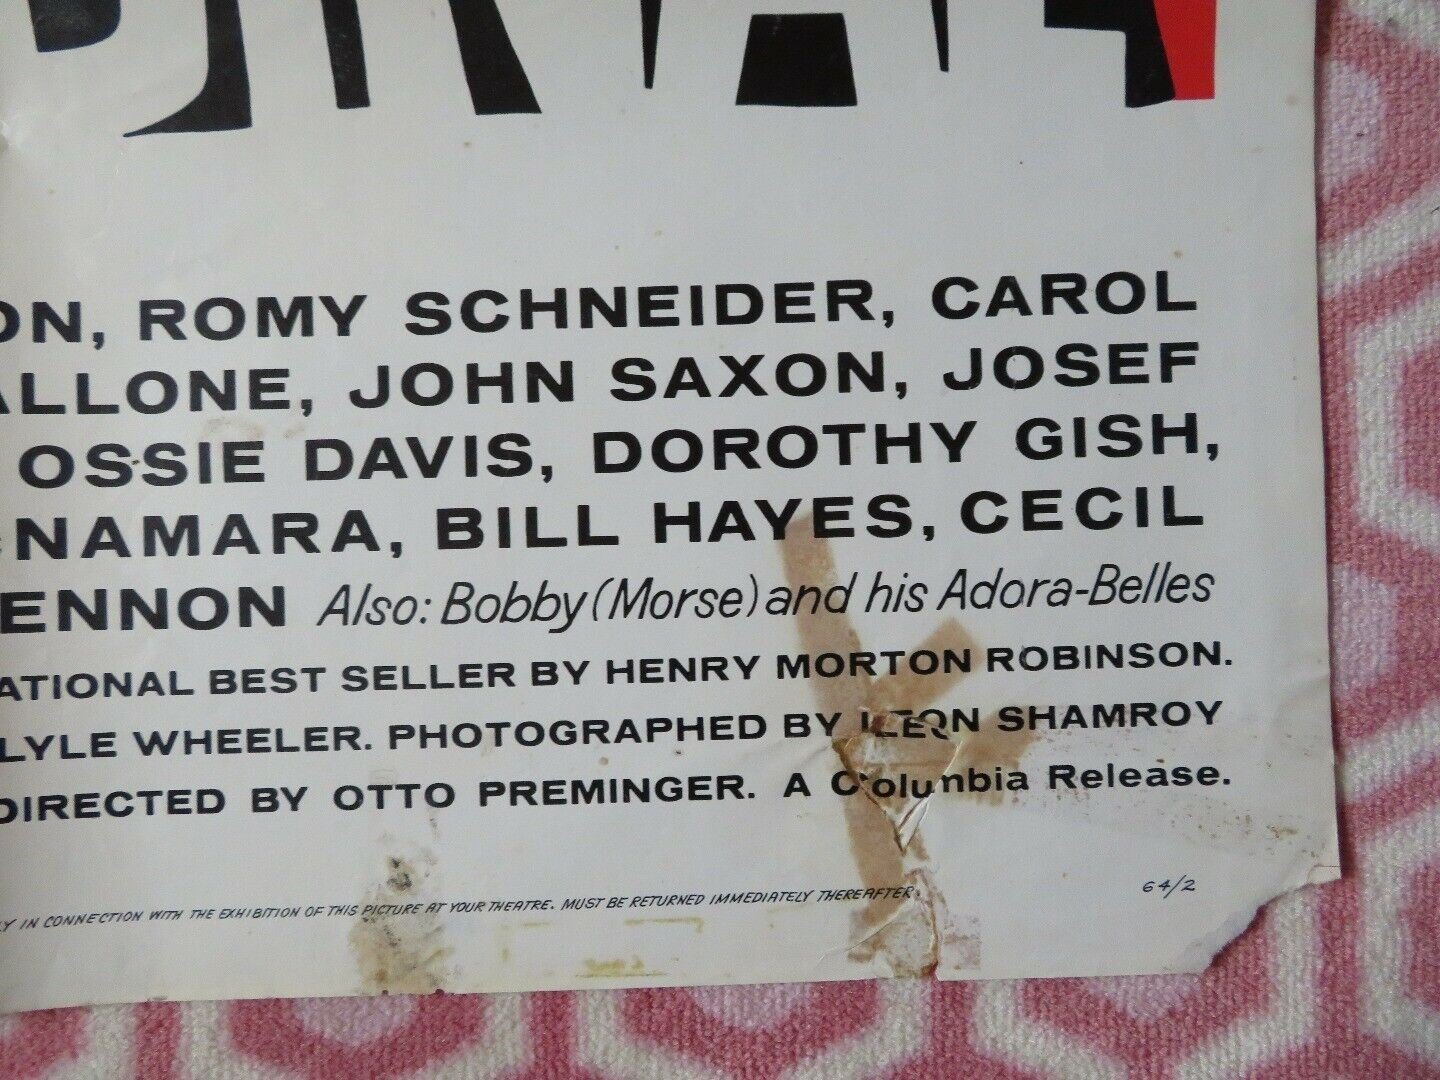 ON, ROMY SCHNEIDER, CAROL
ALLONE, JOHN SAXON, JOSEF
OSSIE DAVIS, DOROTHY GISH,
NAMARA, BILL HAYES, CECIL
ENNON Also: Bobby (Morse) and his Adora-Belles
ATIONAL BEST SELLER BY HENRY MORTON ROBINSON.
LYLE WHEELER. PHOTOGRAPHED BY LEON SHAMROY
DIRECTED BY OTTO PREMINGER. A Columbia Release.
LY IN CONNECTION WITH THE EXHIBITION OF THIS PICTURE AT YOUR THEATRE. MUST BE RETURNED IMMEDIATELY THEREAFTER.
64/2